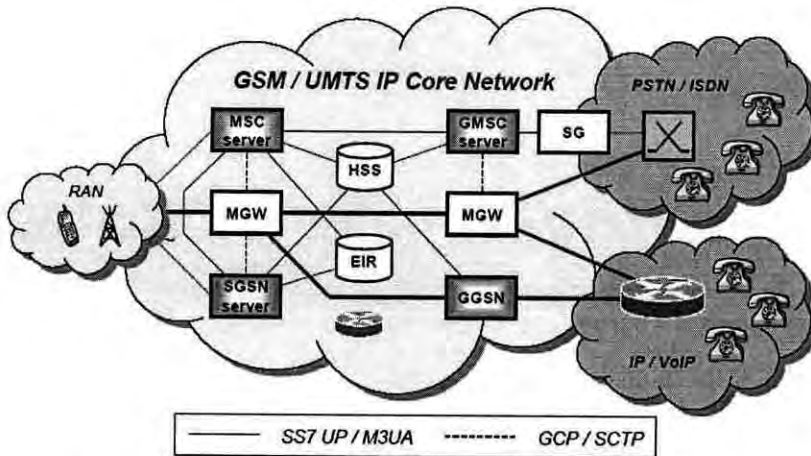 GSM / UMTS IP Core Network
PSTN / ISDN
MSC
server
GMSC
server
SG
HSS
RAN
MGW
MGW
EIR
SGSN
server
GGSN
IP / VoIP
SS7 UP / M3UA
GCP / SCTP